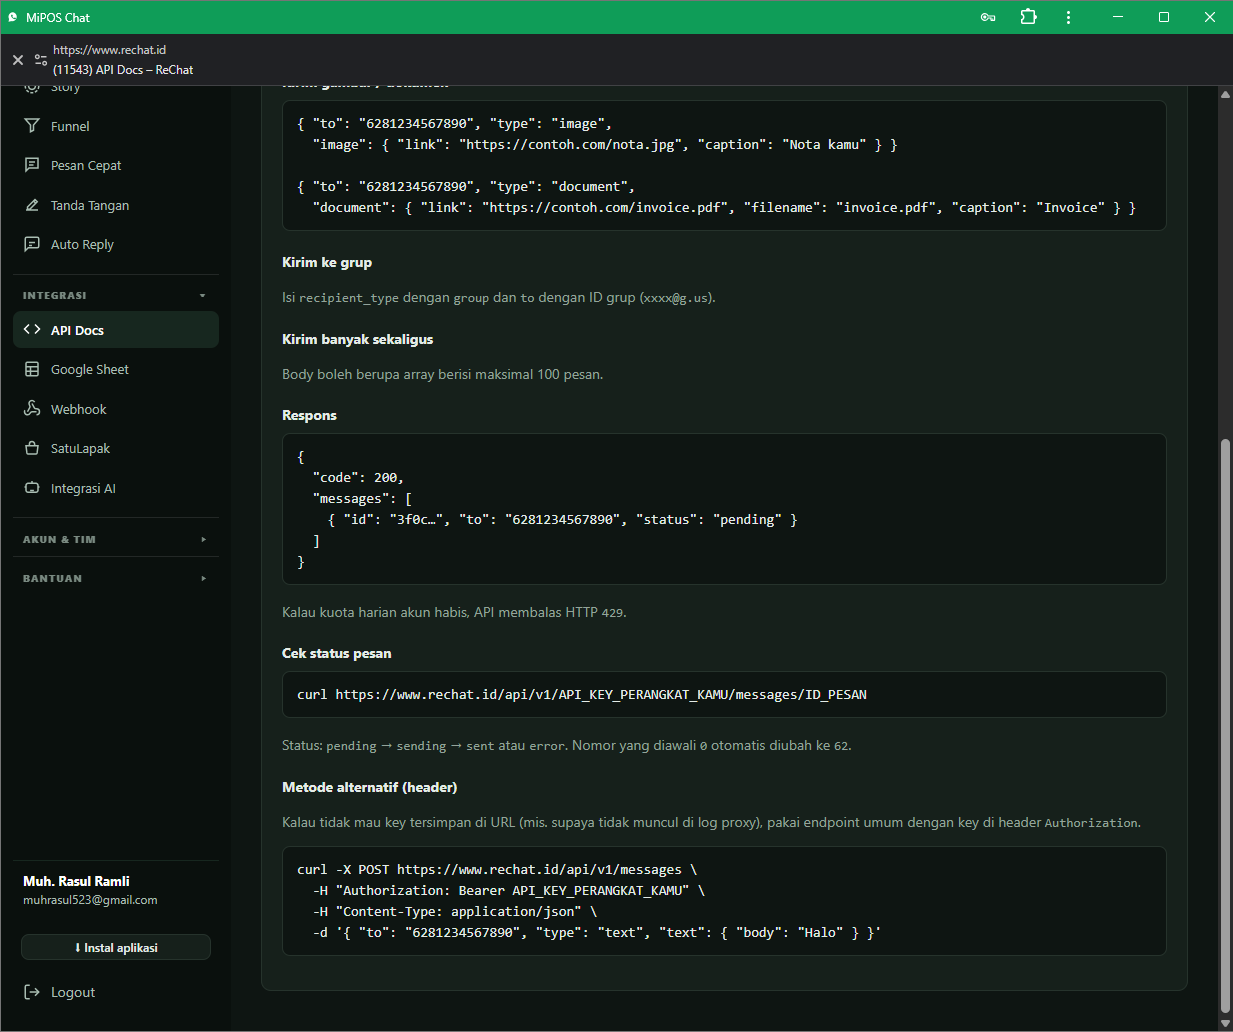 MiPOS Chat
https://www.rechat.id
(11543) API Docs – ReChat
Story
Funnel
Pesan Cepat
Tanda Tangan
Auto Reply
INTEGRASI
API Docs
Google Sheet
Webhook
SatuLapak
Integrasi AI
AKUN & TIM
BANTUAN
Muh. Rasul Ramli
muhrasul523@gmail.com
⬇ Instal aplikasi
Logout
{ "to": "6281234567890", "type": "image",
"image": { "link": "https://contoh.com/nota.jpg", "caption": "Nota kamu" } }
{ "to": "6281234567890", "type": "document",
"document": { "link": "https://contoh.com/invoice.pdf", "filename": "invoice.pdf", "caption": "Invoice" } }
Kirim ke grup
Isi recipient_type dengan group dan to dengan ID grup (xxxx@g.us).
Kirim banyak sekaligus
Body boleh berupa array berisi maksimal 100 pesan.
Respons
{
"code": 200,
"messages": [
{ "id": "3f0c…", "to": "6281234567890", "status": "pending" }
]
}
Kalau kuota harian akun habis, API membalas HTTP 429.
Cek status pesan
curl https://www.rechat.id/api/v1/API_KEY_PERANGKAT_KAMU/messages/ID_PESAN
Status: pending → sending → sent atau error. Nomor yang diawali 0 otomatis diubah ke 62.
Metode alternatif (header)
Kalau tidak mau key tersimpan di URL (mis. supaya tidak muncul di log proxy), pakai endpoint umum dengan key di header Authorization.
curl -X POST https://www.rechat.id/api/v1/messages \
-H "Authorization: Bearer API_KEY_PERANGKAT_KAMU" \
-H "Content-Type: application/json" \
-d '{ "to": "6281234567890", "type": "text", "text": { "body": "Halo" } }'